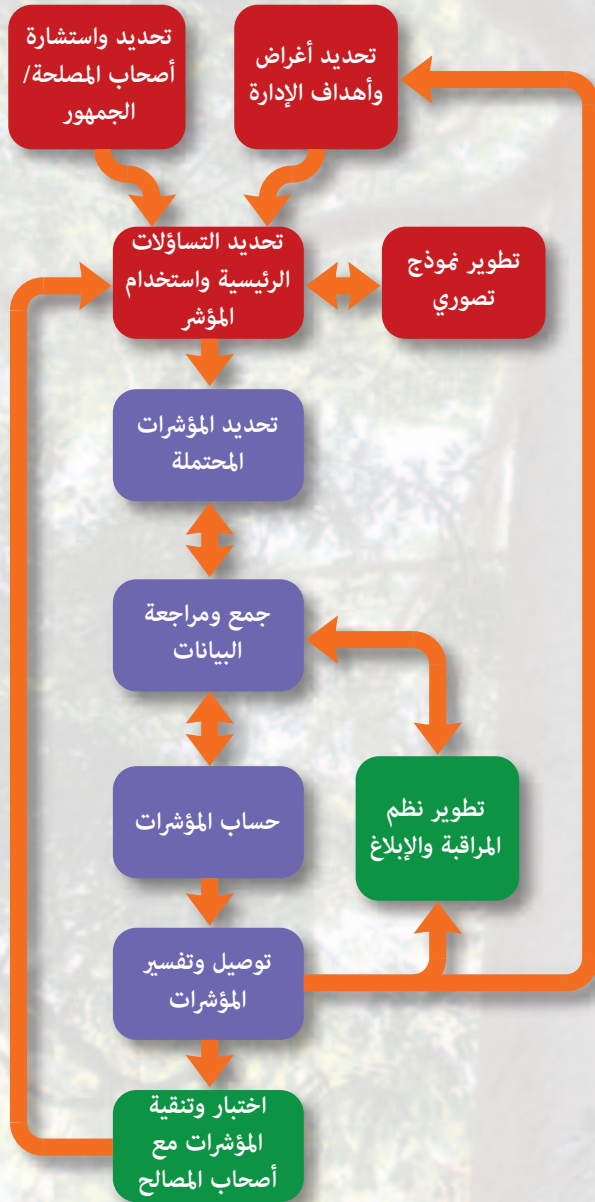 تحديد واستشارة
أصحاب المصلحة/
الجمهور
تحديد أغراض
وأهداف الإدارة
تحديد التساؤلات
الرئيسية واستخدام
المؤشر
تطوير نموذج
تصوري
تحديد المؤشرات
المحتملة
جمع ومراجعة
البيانات
حساب المؤشرات
تطوير نظم
المراقبة والإبلاغ
توصيل وتفسير
المؤشرات
اختبار وتنقية
المؤشرات مع
أصحاب المصالح